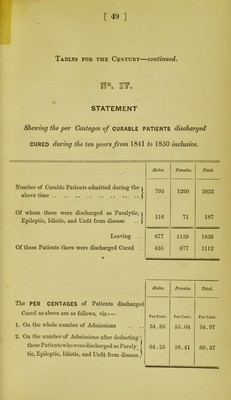 [ 49 ]
TABLES FOR THE CENTURY—continued.
No. IV.
STATEMENT
Shewing the per Centages of CURABLE PATIENTS discharged
CURED during the ten years from 1841 to 1850 inclusive.
Males. Females. Total.
Number of Curable Patients admitted during the above time .. 793 1230 2023
Of whom there were discharged as Paralytic, Epileptic, Idiotic, and Unfit from disease .. 116 71 187
Leaving .. 677 1159 1836
Of these Patients there were discharged Cured .. 435 677 1112
Males. Females. Total.
The PER CENTAGES of Patients discharged
Cured as above are as follows, viz:—
Per Cent. Per Cent. Per Cent.
1. On the whole number of Admissions .. 54.85 55.04 54.97
2. On the number of Admissions after deducting
those Patients who were discharged as Paralytic, Epileptic, Idiotic, and Unfit from disease 64.25 58.41 60.57